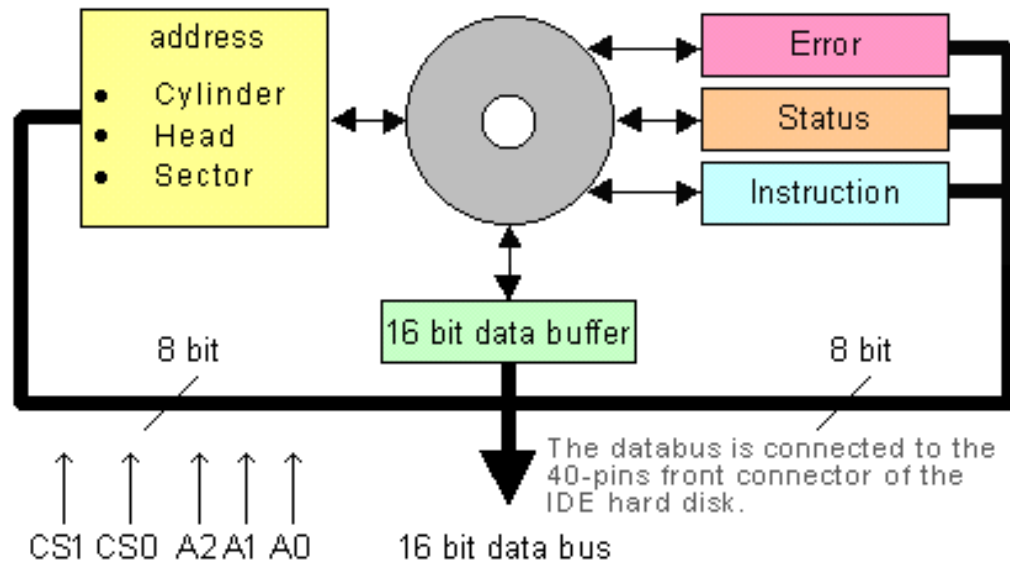 address
• Cylinder
• Head
• Sector
Error
Status
Instruction
16 bit data buffer
8 bit
8 bit
The databus is connected to the
40-pins front connector of the
IDE hard disk.
CS1 CS0 A2 A1 A0
16 bit data bus